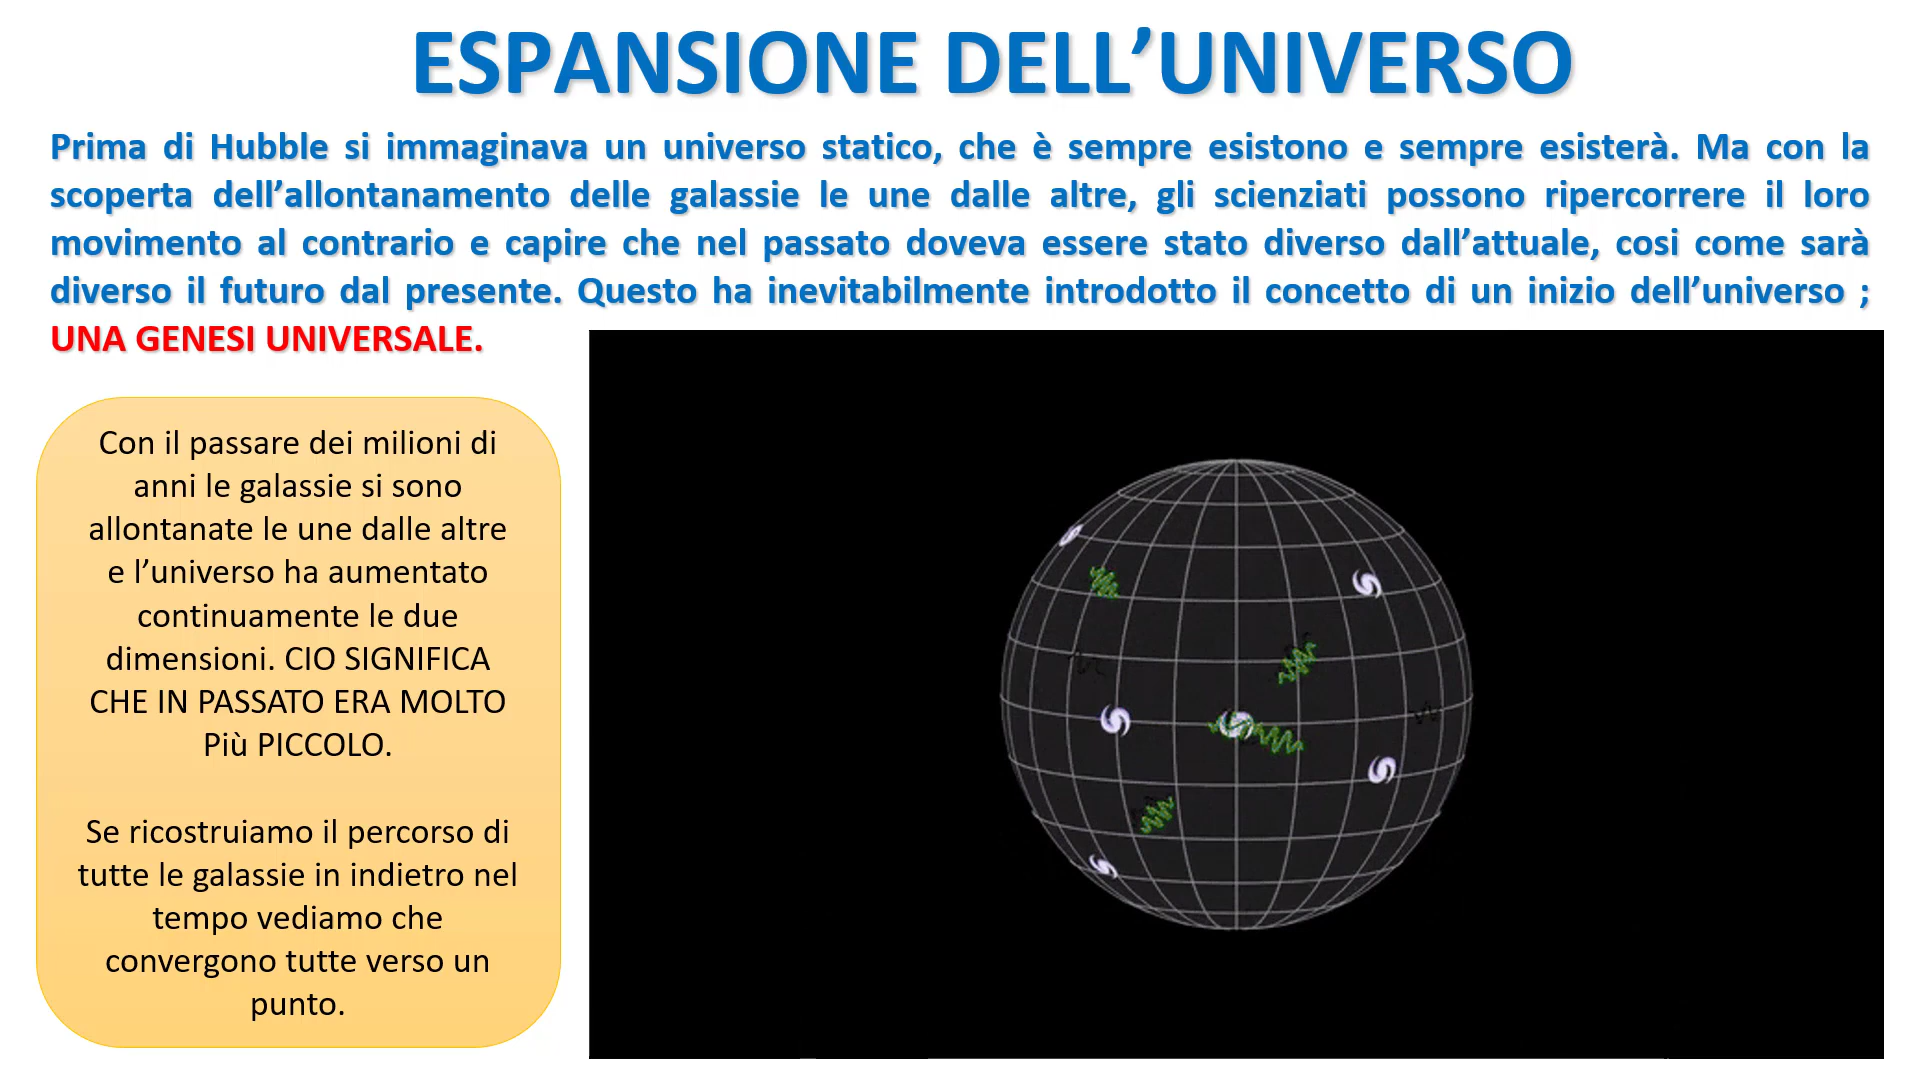 ESPANSIONE DELL’UNIVERSO
Prima di Hubble si immaginava un universo statico, che è sempre esistono e sempre esisterà. Ma con la
scoperta dell’allontanamento delle galassie le une dalle altre, gli scienziati possono ripercorrere il loro
movimento al contrario e capire che nel passato doveva essere stato diverso dall’attuale, cosi come sarà
diverso il futuro dal presente. Questo ha inevitabilmente introdotto il concetto di un inizio dell’universo ;
UNA GENESI UNIVERSALE.
Con il passare dei milioni di
anni le galassie si sono
allontanate le une dalle altre
e l’universo ha aumentato
continuamente le due
dimensioni. CIO SIGNIFICA
CHE IN PASSATO ERA MOLTO
Più PICCOLO.
Se ricostruiamo il percorso di
tutte le galassie in indietro nel
tempo vediamo che
convergono tutte verso un
punto.